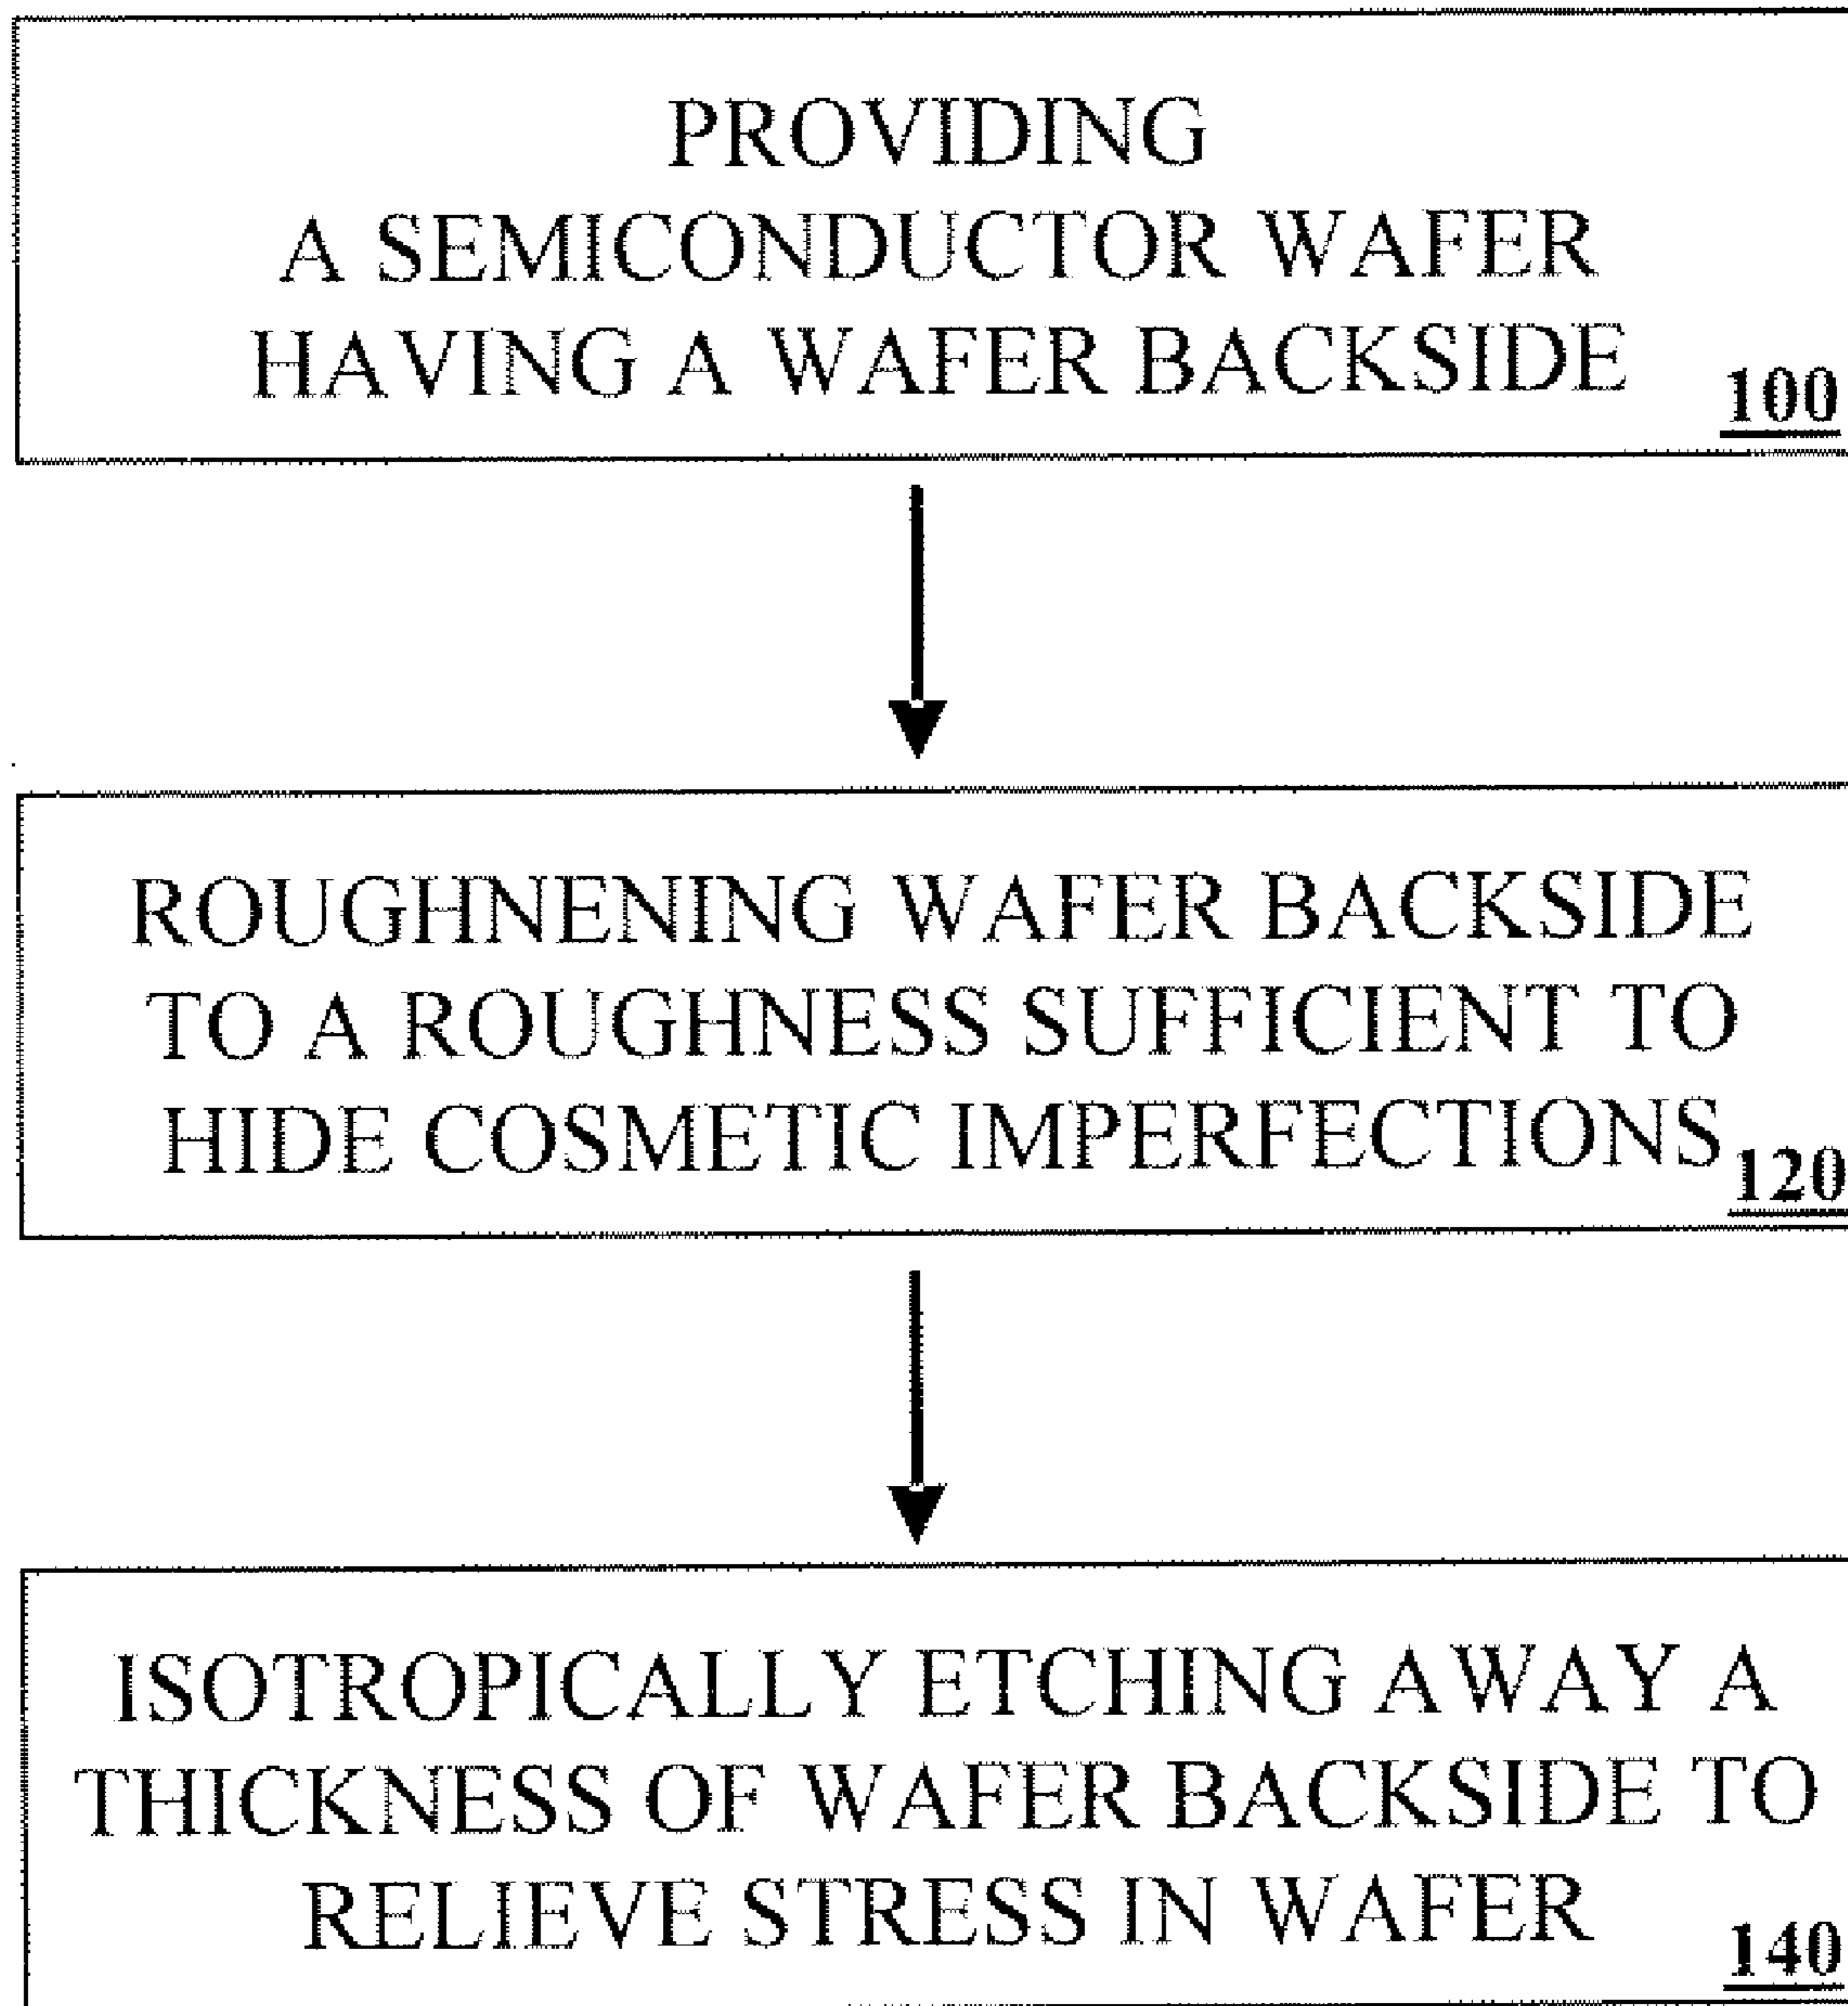 PROVIDING
A SEMICONDUCTOR WAFER
HAVING A WAFER BACKSIDE
100
ROUGHNENING WAFER BACKSIDE
TO A ROUGHNESS SUFFICIENT TO
HIDE COSMETIC IMPERFECTIONS
120
ISOTROPICALLY ETCHING AWAY A
THICKNESS OF WAFER BACKSIDE TO
RELIEVE STRESS IN WAFER
140